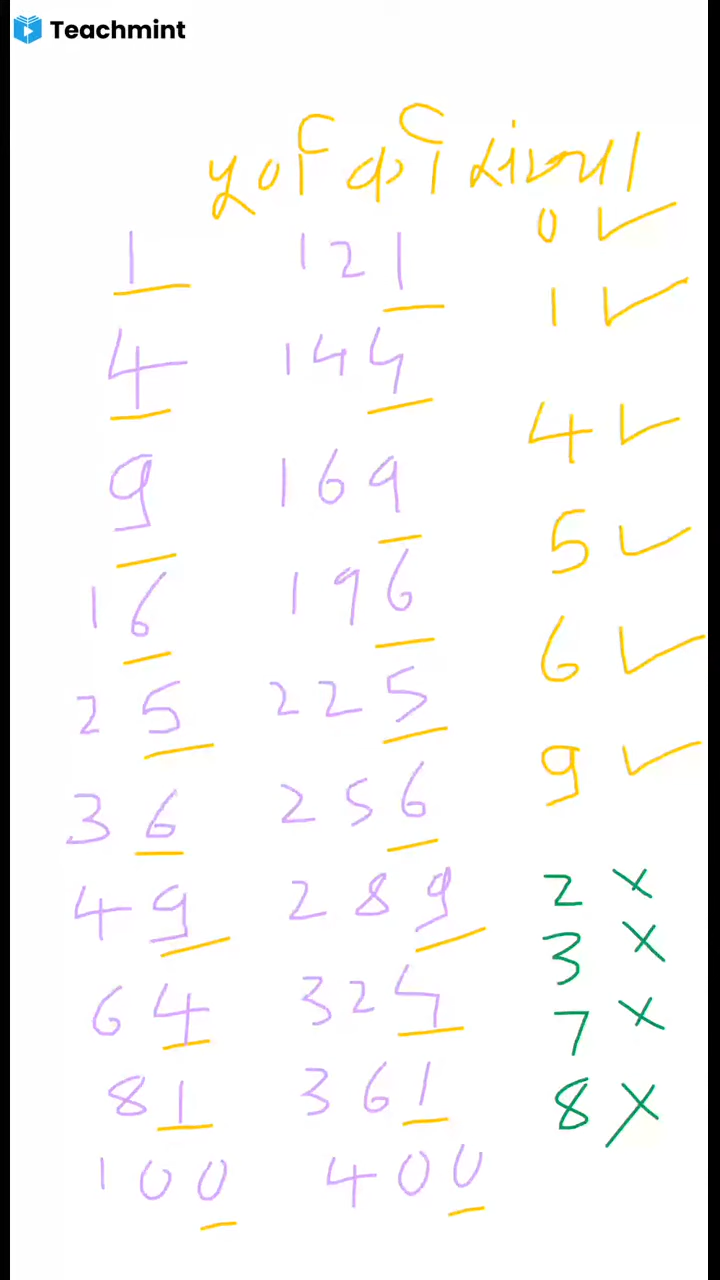 Teachmint
पूर्ण वर्ग संख्या
1 121 0 ✓
1 ✓
4 144
4 ✓
9 169
5 ✓
16 196
6 ✓
25 225
9 ✓
36 256
49 289 2 ×
3 ×
64 324 7 ×
81 361 8 ×
100 400